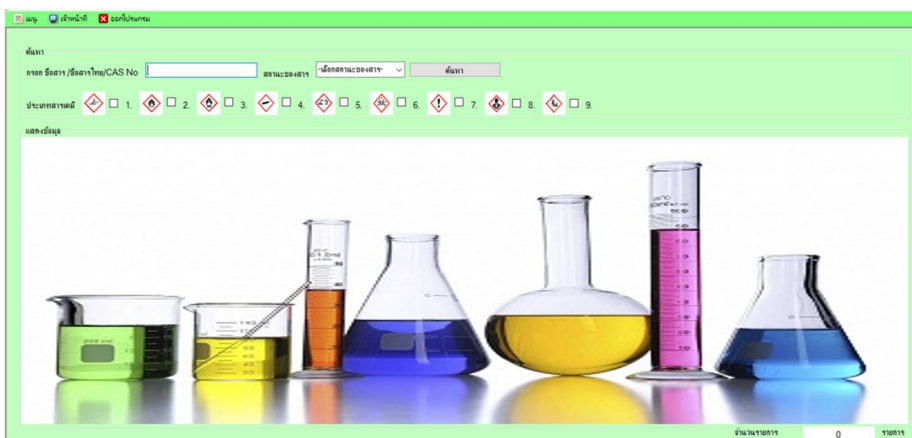 เมนู เจ้าหน้าที่ ออกโปรแกรม
ค้นหา
กรอก ชื่อสาร /ชื่อสารไทย/CAS No สถานะของสาร -เลือกสถานะของสาร- ค้นหา
ประเภทสารเคมี 1. 2. 3. 4. 5. 6. 7. 8. 9.
แสดงข้อมูล
250 ml
จำนวนรายการ 0 รายการ